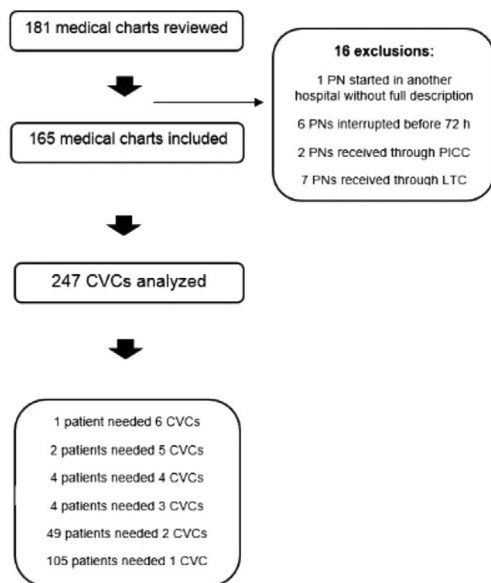 181 medical charts reviewed
16 exclusions:
1 PN started in another
hospital without full description
6 PNs interrupted before 72 h
2 PNs received through PICC
7 PNs received through LTC
165 medical charts included
247 CVCs analyzed
1 patient needed 6 CVCs
2 patients needed 5 CVCs
4 patients needed 4 CVCs
4 patients needed 3 CVCs
49 patients needed 2 CVCs
105 patients needed 1 CVC